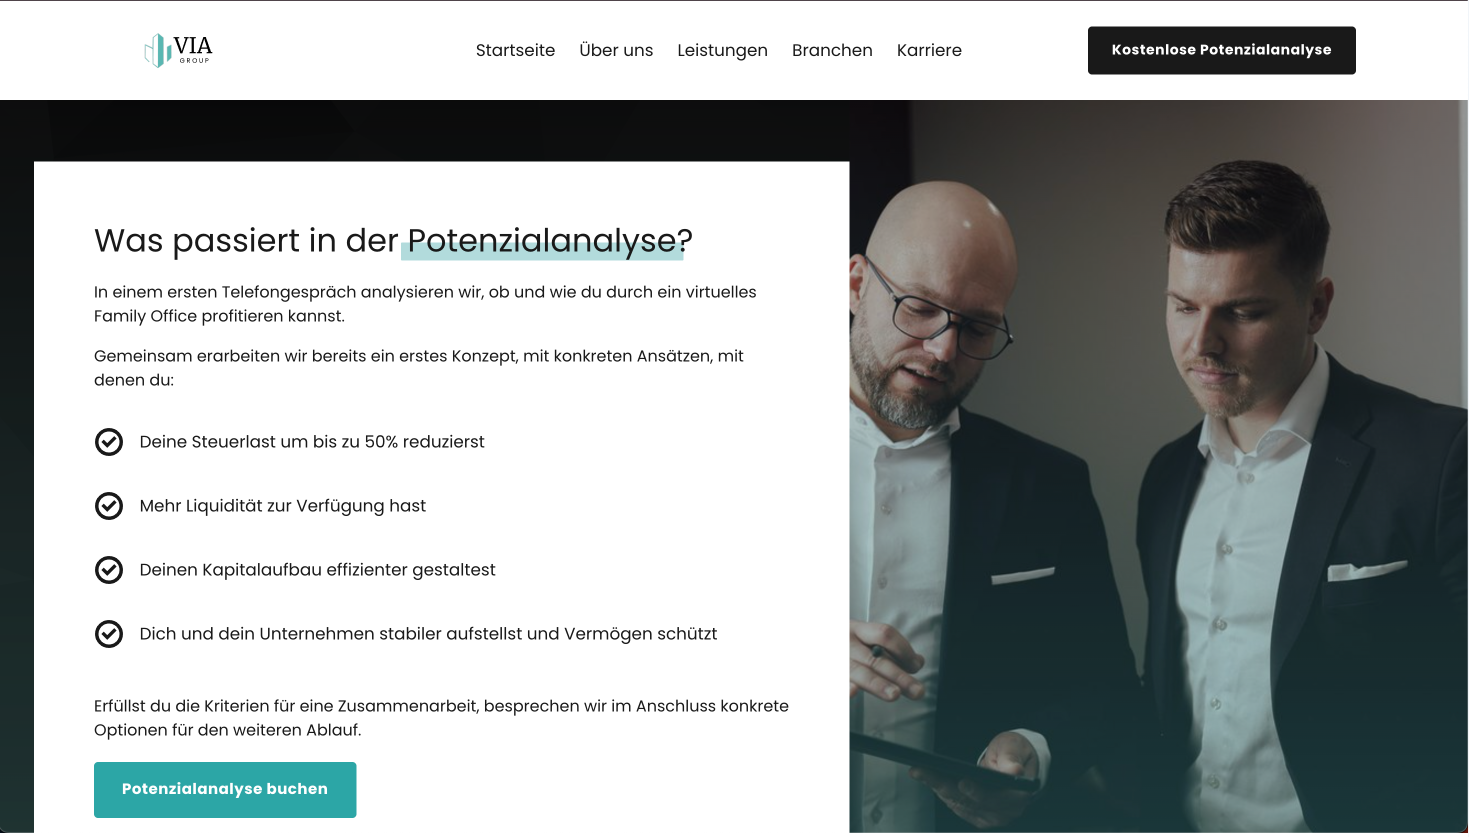 VIA
GROUP
Startseite
Über uns
Leistungen
Branchen
Karriere
Kostenlose Potenzialanalyse
Was passiert in der Potenzialanalyse?
In einem ersten Telefongespräch analysieren wir, ob und wie du durch ein virtuelles
Family Office profitieren kannst.
Gemeinsam erarbeiten wir bereits ein erstes Konzept, mit konkreten Ansätzen, mit
denen du:
Deine Steuerlast um bis zu 50% reduzierst
Mehr Liquidität zur Verfügung hast
Deinen Kapitalaufbau effizienter gestaltest
Dich und dein Unternehmen stabiler aufstellst und Vermögen schützt
Erfüllst du die Kriterien für eine Zusammenarbeit, besprechen wir im Anschluss konkrete
Optionen für den weiteren Ablauf.
Potenzialanalyse buchen